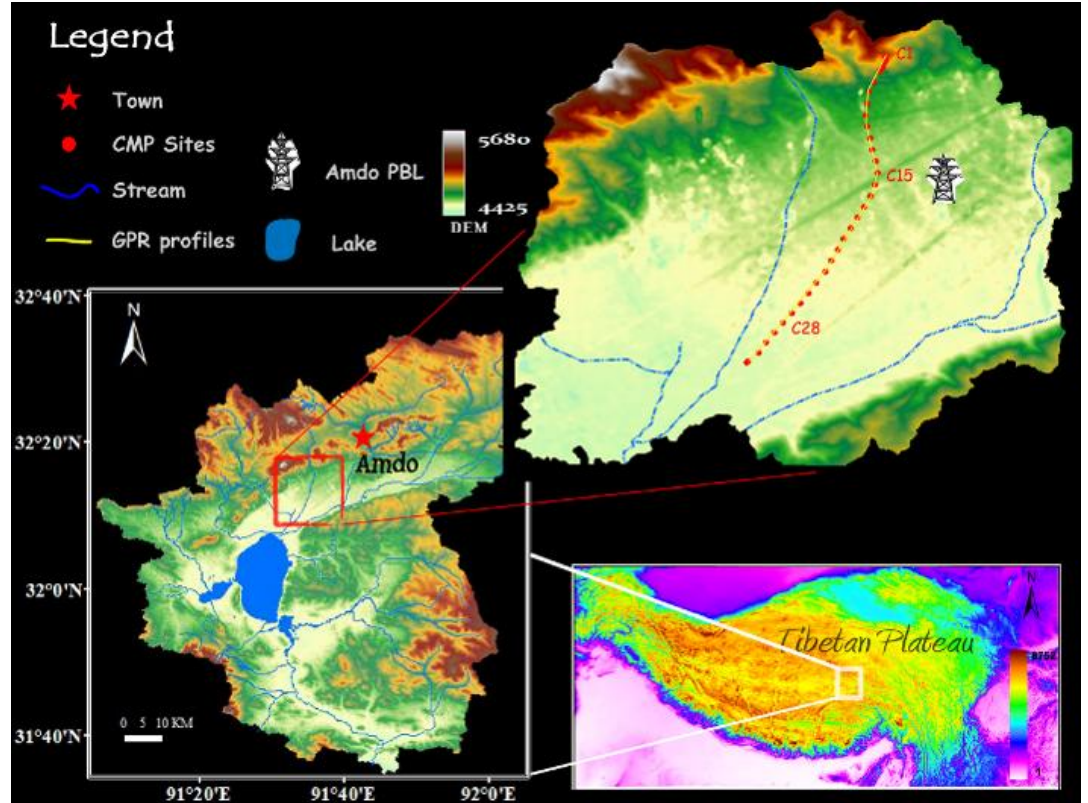 Legend
Town
CMP Sites
Stream
GPR profiles
Amdo PBL
Lake
5680
4425
DEM
C1
C15
C28
32°40'N
32°20'N
32°0'N
31°40'N
N
Amdo
0 5 10 KM
91°20'E
91°40'E
92°0'E
Tibetan Plateau
N